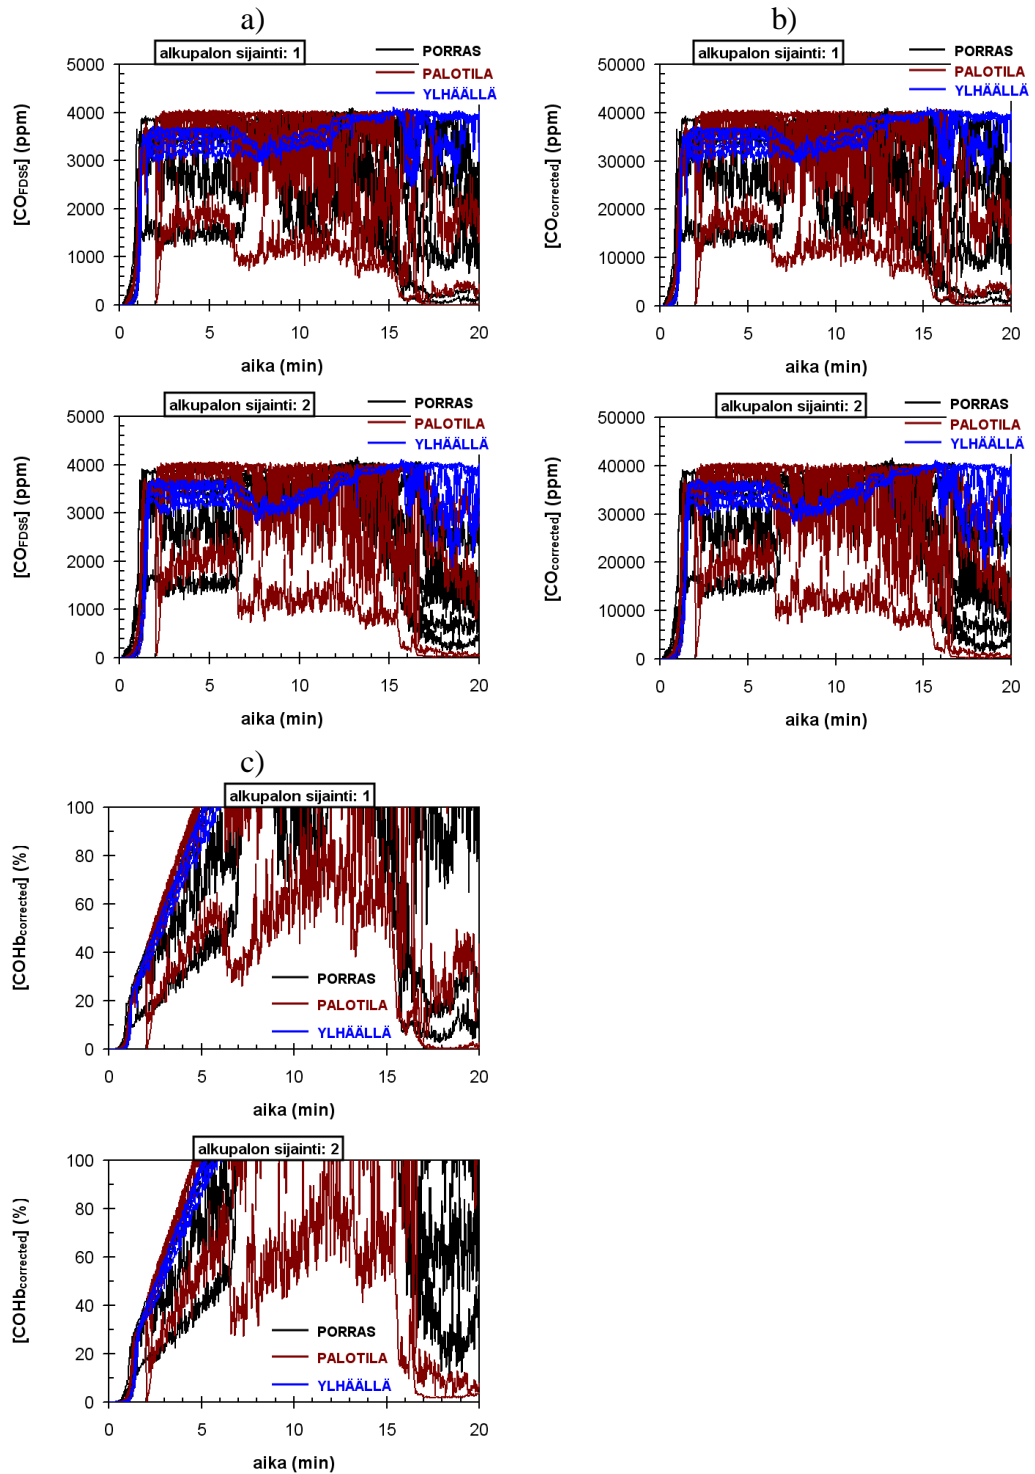 a)
alkupalon sijainti: 1
PORRAS
PALOTILA
YLHÄÄLLÄ
[CO_FDS5] (ppm)
5000
4000
3000
2000
1000
0
0 5 10 15 20
aika (min)
b)
alkupalon sijainti: 1
PORRAS
PALOTILA
YLHÄÄLLÄ
[CO_corrected] (ppm)
50000
40000
30000
20000
10000
0
0 5 10 15 20
aika (min)
alkupalon sijainti: 2
PORRAS
PALOTILA
YLHÄÄLLÄ
[CO_FDS5] (ppm)
5000
4000
3000
2000
1000
0
0 5 10 15 20
aika (min)
alkupalon sijainti: 2
PORRAS
PALOTILA
YLHÄÄLLÄ
[CO_corrected] (ppm)
50000
40000
30000
20000
10000
0
0 5 10 15 20
aika (min)
c)
alkupalon sijainti: 1
[COHb_corrected] (%)
100
80
60
40
20
0
PORRAS
PALOTILA
YLHÄÄLLÄ
0 5 10 15 20
aika (min)
alkupalon sijainti: 2
[COHb_corrected] (%)
100
80
60
40
20
0
PORRAS
PALOTILA
YLHÄÄLLÄ
0 5 10 15 20
aika (min)